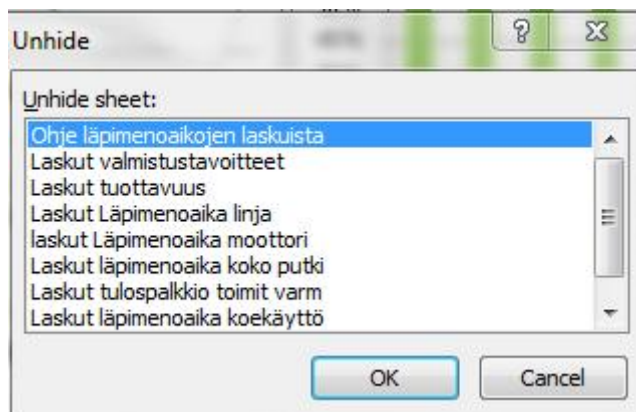 Unhide
Unhide sheet:
Ohje läpimenoaikojen laskuista
Laskut valmistustavoitteet
Laskut tuottavuus
Laskut Läpimenoaika linja
laskut Läpimenoaika moottori
Laskut läpimenoaika koko putki
Laskut tulospalkkio toimit varm
Laskut läpimenoaika koekäyttö
OK
Cancel